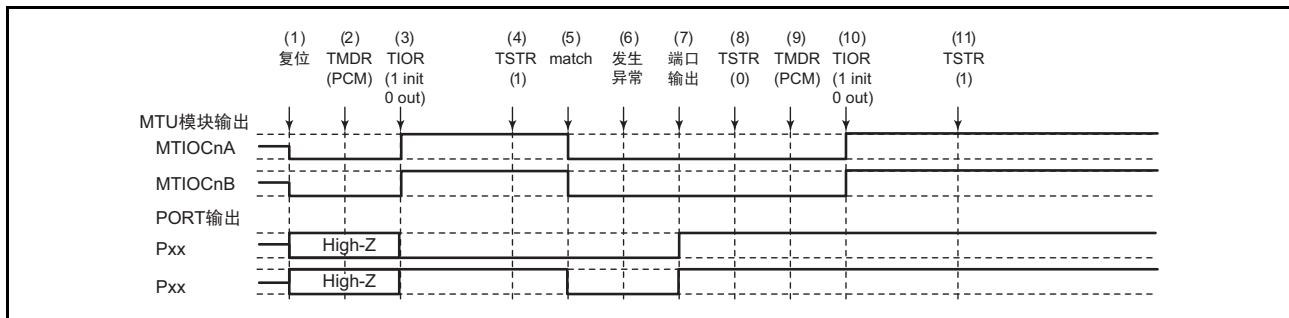 (1) (2) (3) (4) (5) (6) (7) (8) (9) (10) (11)
复位 TMDR TIOR TSTR match 发生 端口 TSTR TMDR TIOR TSTR
(PCM) (1 init (1) 异常 输出 (0) (PCM) (1 init (1)
0 out) 0 out)
MTU模块输出
MTIOCnA
MTIOCnB
PORT输出
Pxx High-Z
Pxx High-Z